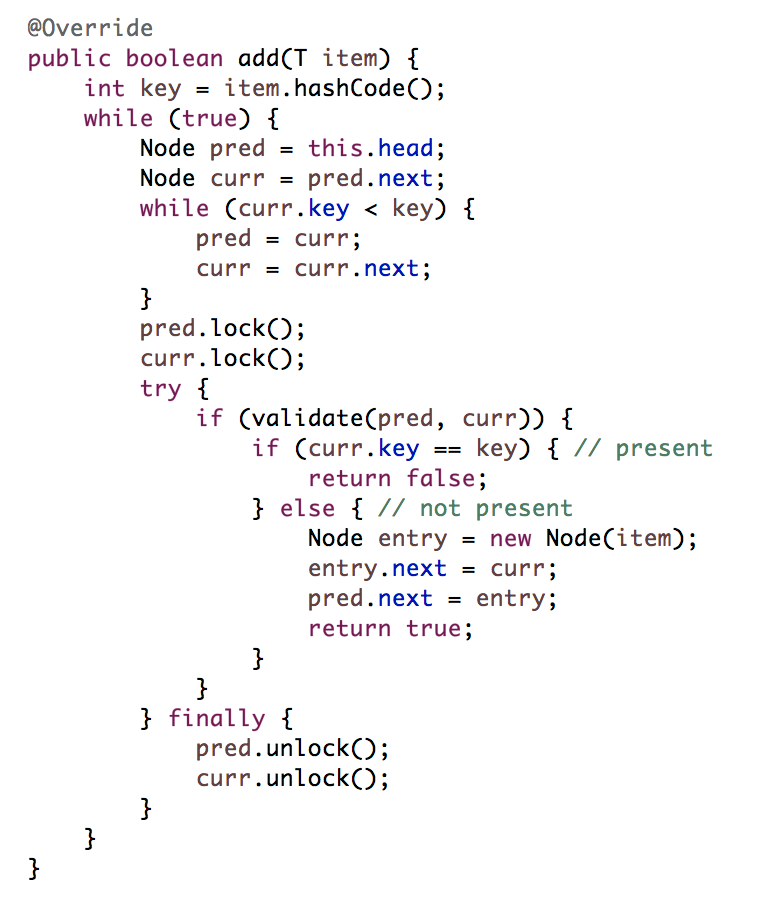 @Override
public boolean add(T item) {
    int key = item.hashCode();
    while (true) {
        Node pred = this.head;
        Node curr = pred.next;
        while (curr.key < key) {
            pred = curr;
            curr = curr.next;
        }
        pred.lock();
        curr.lock();
        try {
            if (validate(pred, curr)) {
                if (curr.key == key) { // present
                    return false;
                } else { // not present
                    Node entry = new Node(item);
                    entry.next = curr;
                    pred.next = entry;
                    return true;
                }
            }
        } finally {
            pred.unlock();
            curr.unlock();
        }
    }
}